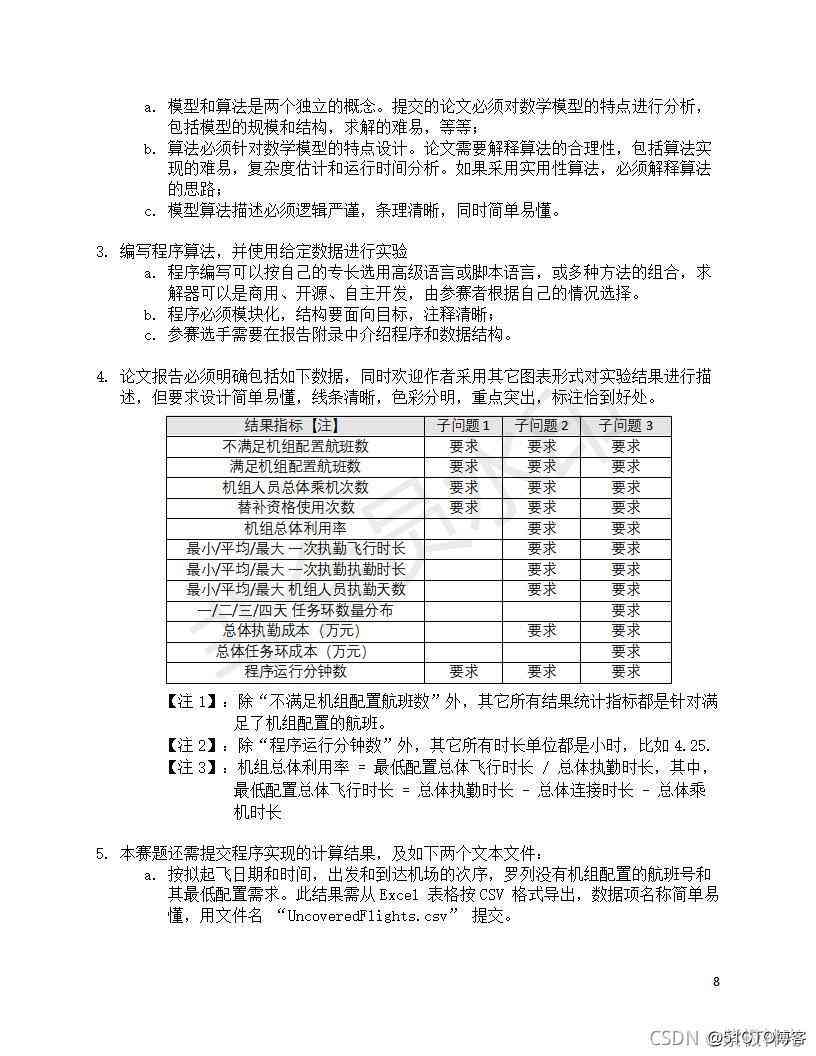 a. 模型和算法是两个独立的概念。提交的论文必须对数学模型的特点进行分析，
包括模型的规模和结构，求解的难易，等等；
b. 算法必须针对数学模型的特点设计。论文需要解释算法的合理性，包括算法实
现的难易，复杂度估计和运行时间分析。如果采用实用性算法，必须解释算法
的思路；
c. 模型算法描述必须逻辑严谨，条理清晰，同时简单易懂。
3. 编写程序算法，并使用给定数据进行实验
a. 程序编写可以按自己的专长选用高级语言或脚本语言，或多种方法的组合，求
解器可以是商用、开源、自主开发，由参赛者根据自己的情况选择。
b. 程序必须模块化，结构要面向目标，注释清晰；
c. 参赛选手需要在报告附录中介绍程序和数据结构。
4. 论文报告必须明确包括如下数据，同时欢迎作者采用其它图表形式对实验结果进行描
述，但要求设计简单易懂，线条清晰，色彩分明，重点突出，标注恰到好处。
结果指标【注】 子问题 1 子问题 2 子问题 3
不满足机组配置航班数 要求 要求 要求
满足机组配置航班数 要求 要求 要求
机组人员总体乘机次数 要求 要求 要求
替补资格使用次数 要求 要求 要求
机组总体利用率 要求 要求
最小/平均/最大 一次执勤飞行时长 要求 要求
最小/平均/最大 一次执勤执勤时长 要求 要求
最小/平均/最大 机组人员执勤天数 要求 要求
一/二/三/四天 任务环数量分布 要求
总体执勤成本（万元） 要求 要求
总体任务环成本（万元） 要求
程序运行分钟数 要求 要求 要求
【注 1】：除“不满足机组配置航班数”外，其它所有结果统计指标都是针对满
足了机组配置的航班。
【注 2】：除“程序运行分钟数”外，其它所有时长单位都是小时，比如 4.25.
【注 3】：机组总体利用率 = 最低配置总体飞行时长 / 总体执勤时长，其中，
最低配置总体飞行时长 = 总体执勤时长 - 总体连接时长 - 总体乘
机时长
5. 本赛题还需提交程序实现的计算结果，及如下两个文本文件：
a. 按拟起飞日期和时间，出发和到达机场的次序，罗列没有机组配置的航班号和
其最低配置需求。此结果需从 Excel 表格按 CSV 格式导出，数据项名称简单易
懂，用文件名 “UncoveredFlights.csv” 提交。
8
CSDN @51CTO博客